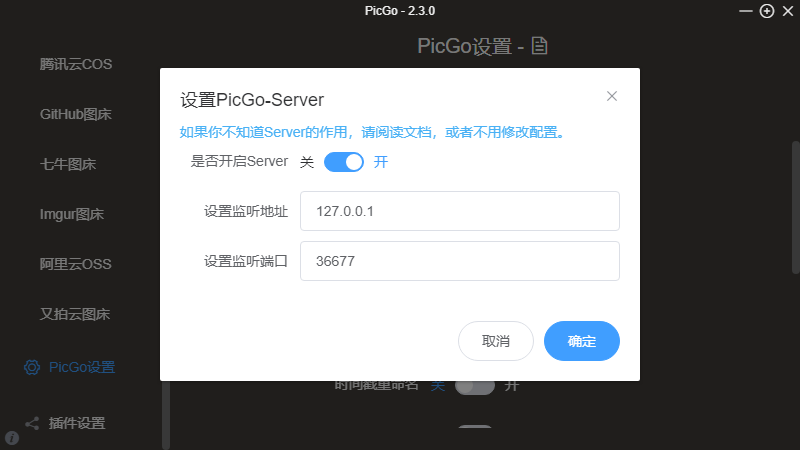 PicGo - 2.3.0
腾讯云COS
GitHub图床
七牛图床
Imgur图床
阿里云OSS
又拍云图床
PicGo设置
插件设置
PicGo设置 -
设置PicGo-Server
如果你不知道Server的作用，请阅读文档，或者不用修改配置。
是否开启Server 关 开
设置监听地址 127.0.0.1
设置监听端口 36677
取消 确定
时间戳重命名 关 开